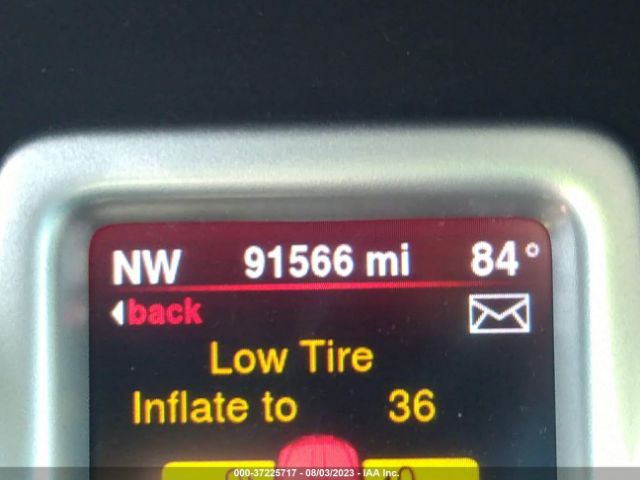 NW 91566 mi 84°
back
Low Tire
Inflate to 36
000-37225717 - 08/03/2023 - IAA Inc.